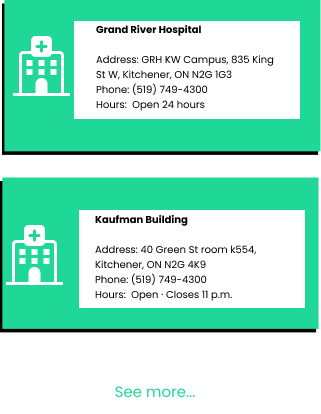 Grand River Hospital
Address: GRH KW Campus, 835 King
St W, Kitchener, ON N2G 1G3
Phone: (519) 749-4300
Hours:  Open 24 hours
Kaufman Building
Address: 40 Green St room k554,
Kitchener, ON N2G 4K9
Phone: (519) 749-4300
Hours:  Open · Closes 11 p.m.
See more...